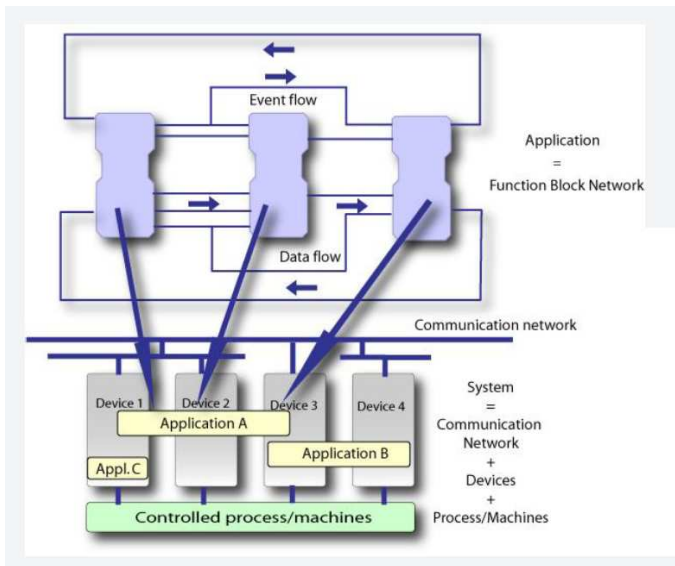 Event flow
Application
=
Function Block Network
Data flow
Communication network
Device 1
Device 2
Device 3
Device 4
Application A
Application B
Appl. C
Controlled process/machines
System
=
Communication
Network
+
Devices
+
Process/Machines